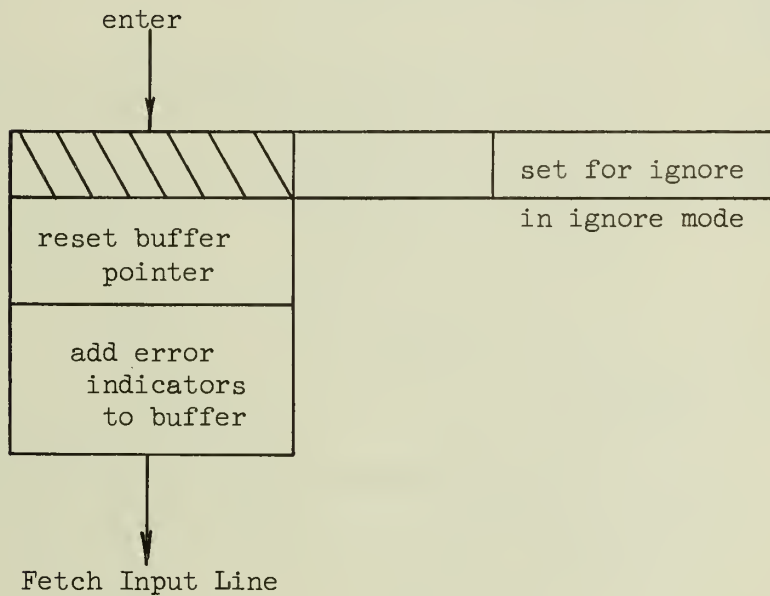 enter
set for ignore
in ignore mode
reset buffer
pointer
add error
indicators
to buffer
Fetch Input Line